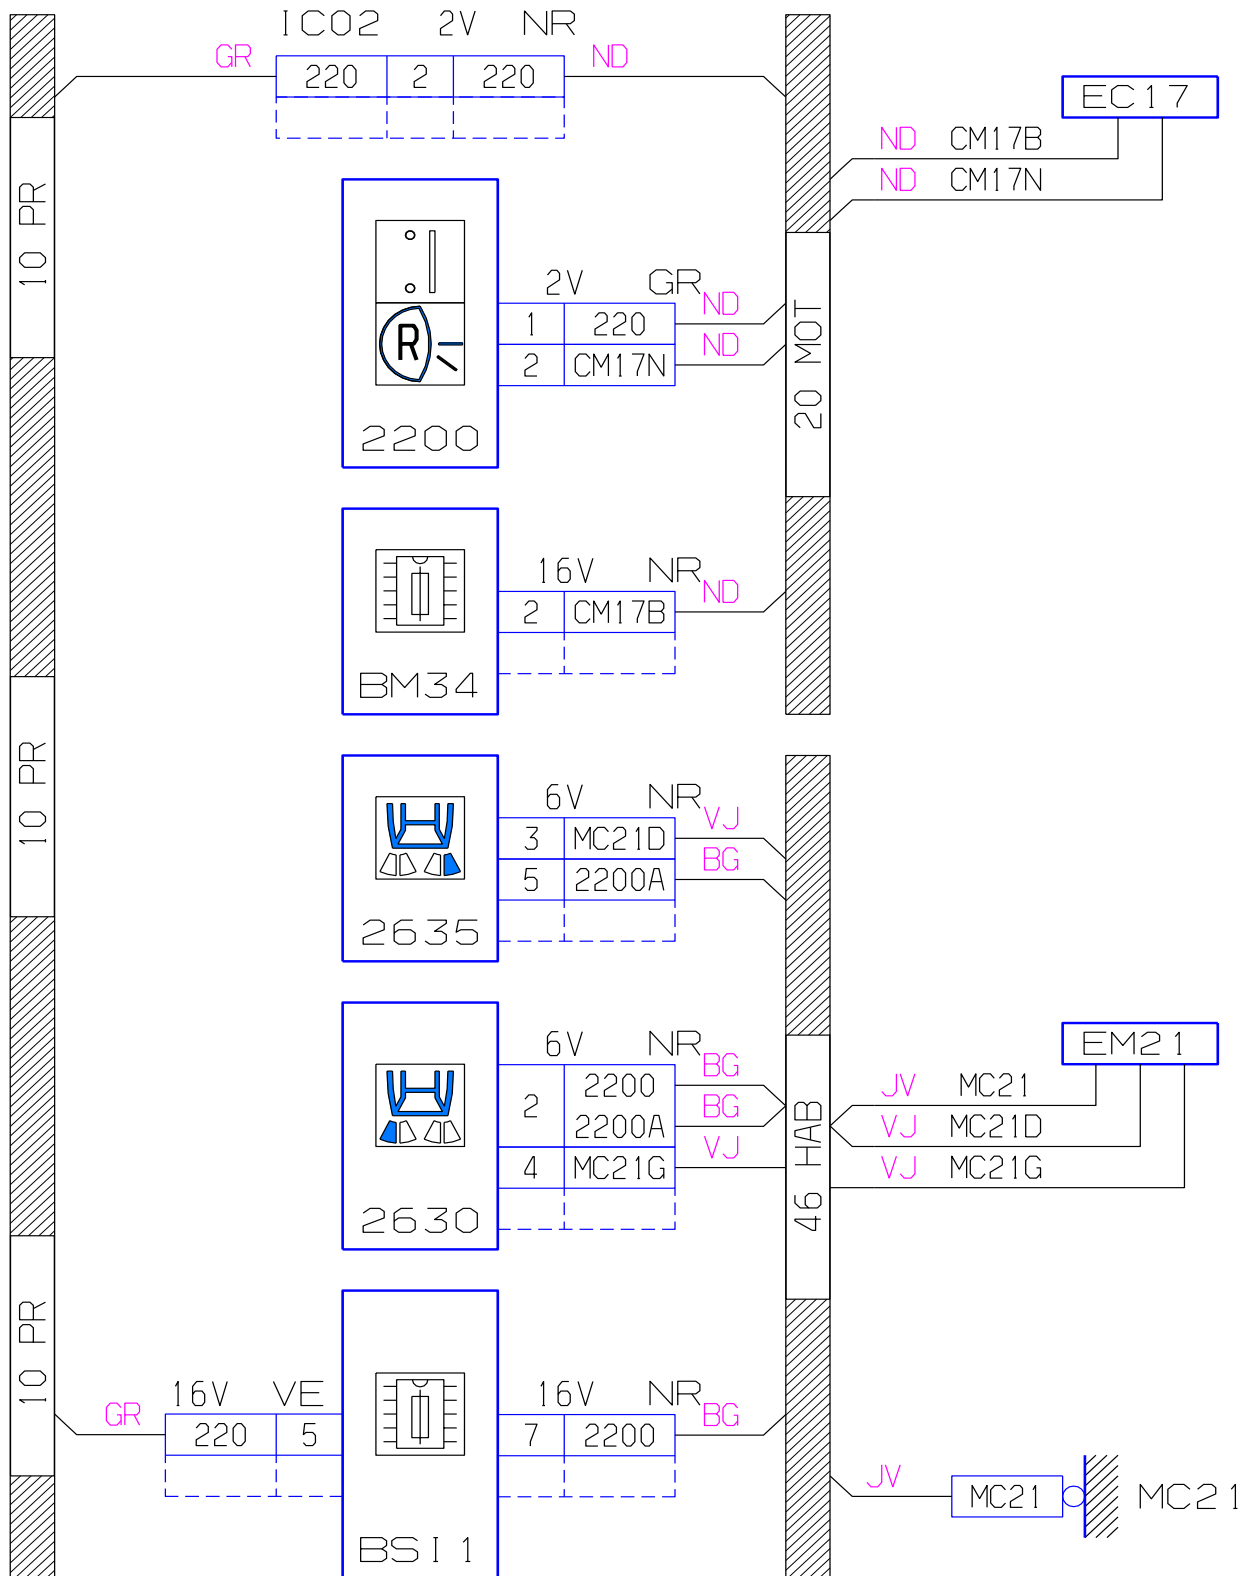 IC02 2V NR
GR 220 2 220 ND
EC17
ND CM17B
ND CM17N
10 PR
2V GR
1 220 ND
2 CM17N ND
R
2200
20 MOT
16V NR
2 CM17B ND
BM34
10 PR
6V NR
3 MC21D VJ
5 2200A BG
2635
6V NR
2 2200 BG
2200A BG
4 MC21G VJ
2630
EM21
JV MC21
VJ MC21D
VJ MC21G
46 HAB
10 PR
16V VE
GR 220 5
16V NR
7 2200 BG
BSI1
JV MC21 MC21